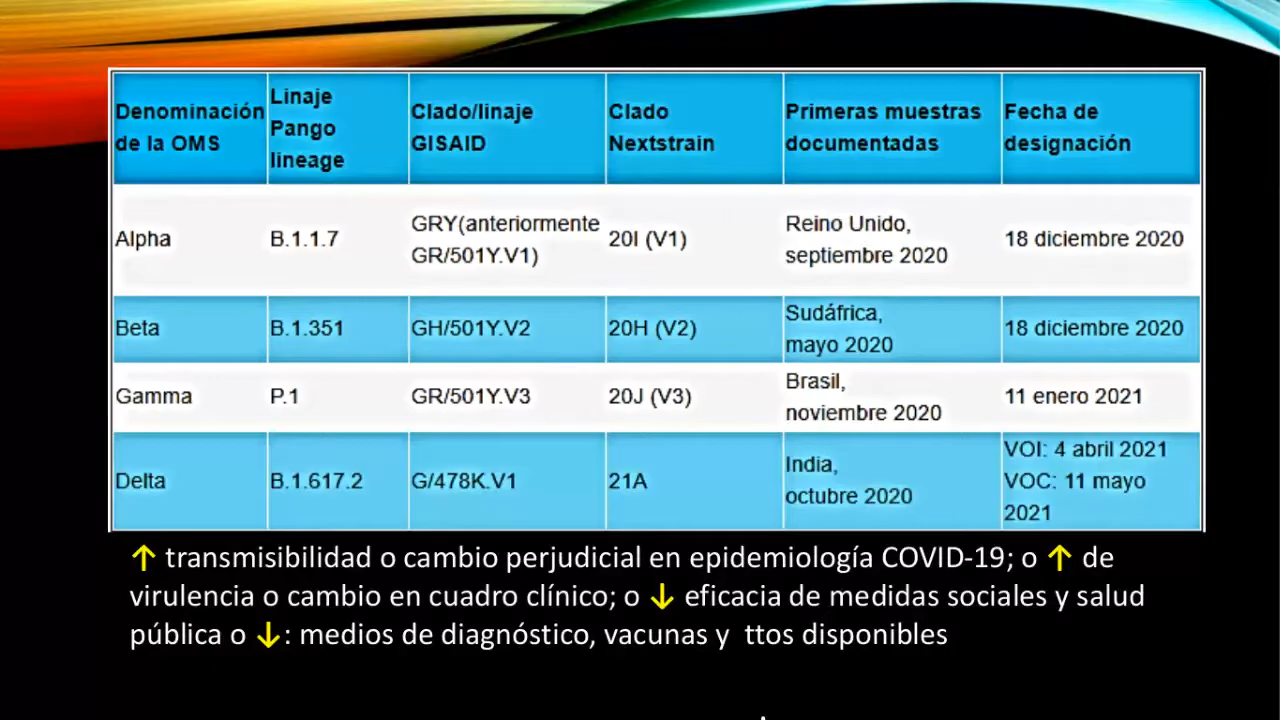 Denominación de la OMS
Linaje Pango lineage
Clado/linaje GISAID
Clado Nextstrain
Primeras muestras documentadas
Fecha de designación
Alpha
B.1.1.7
GRY(anteriormente GR/501Y.V1)
20I (V1)
Reino Unido, septiembre 2020
18 diciembre 2020
Beta
B.1.351
GH/501Y.V2
20H (V2)
Sudáfrica, mayo 2020
18 diciembre 2020
Gamma
P.1
GR/501Y.V3
20J (V3)
Brasil, noviembre 2020
11 enero 2021
Delta
B.1.617.2
G/478K.V1
21A
India, octubre 2020
VOI: 4 abril 2021
VOC: 11 mayo 2021
↑ transmisibilidad o cambio perjudicial en epidemiología COVID-19; o ↑ de
virulencia o cambio en cuadro clínico; o ↓ eficacia de medidas sociales y salud
pública o ↓: medios de diagnóstico, vacunas y ttos disponibles